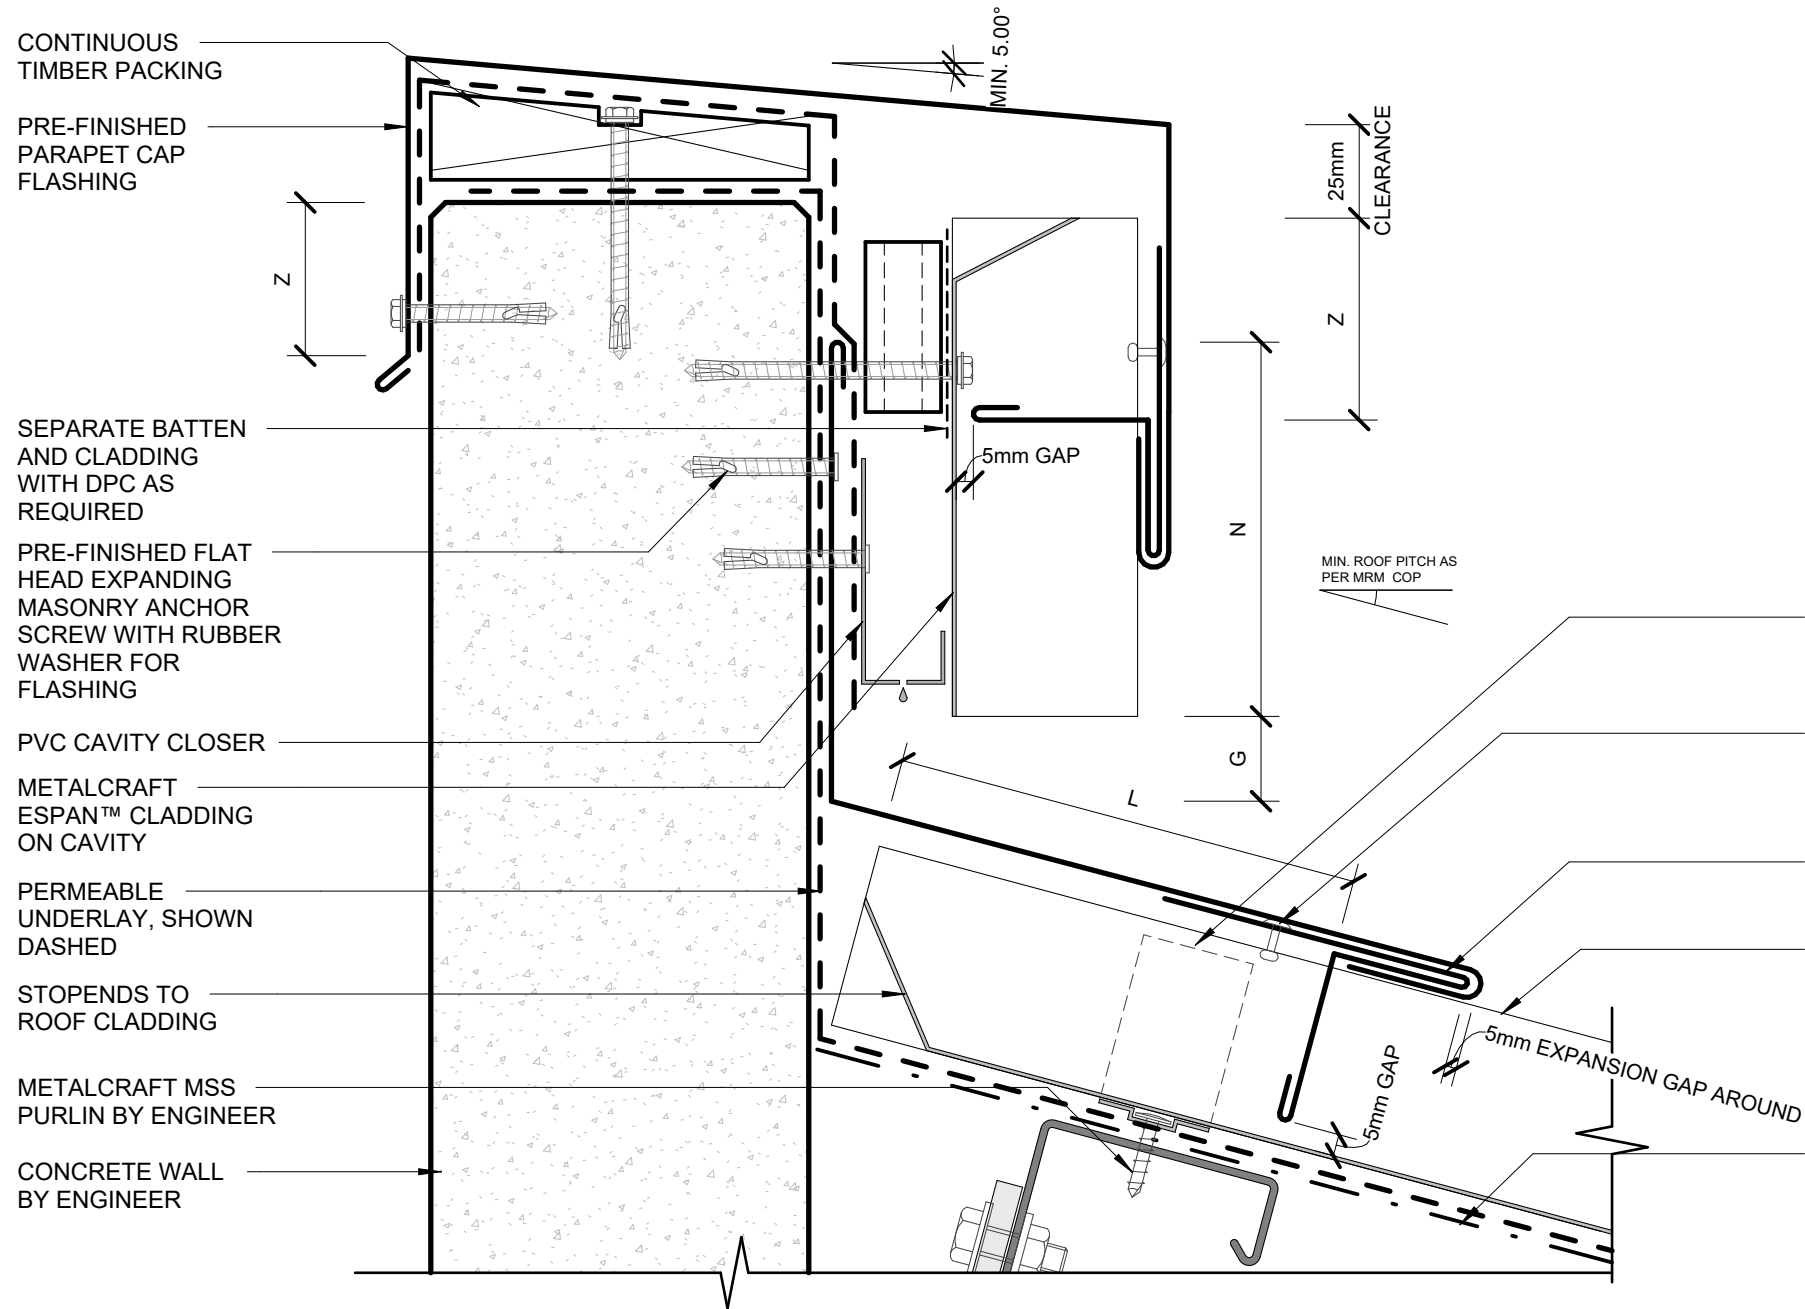 CONTINUOUS
TIMBER PACKING
PRE-FINISHED
PARAPET CAP
FLASHING
Z
SEPARATE BATTEN
AND CLADDING
WITH DPC AS
REQUIRED
PRE-FINISHED FLAT
HEAD EXPANDING
MASONRY ANCHOR
SCREW WITH RUBBER
WASHER FOR
FLASHING
PVC CAVITY CLOSER
METALCRAFT
ESPAN™ CLADDING
ON CAVITY
PERMEABLE
UNDERLAY, SHOWN
DASHED
STOPENDS TO
ROOF CLADDING
METALCRAFT MSS
PURLIN BY ENGINEER
CONCRETE WALL
BY ENGINEER
MIN. 5.00°
25mm
CLEARANCE
Z
5mm GAP
N
MIN. ROOF PITCH AS
PER MRM COP
G
L
5mm GAP
5mm EXPANSION GAP AROUND